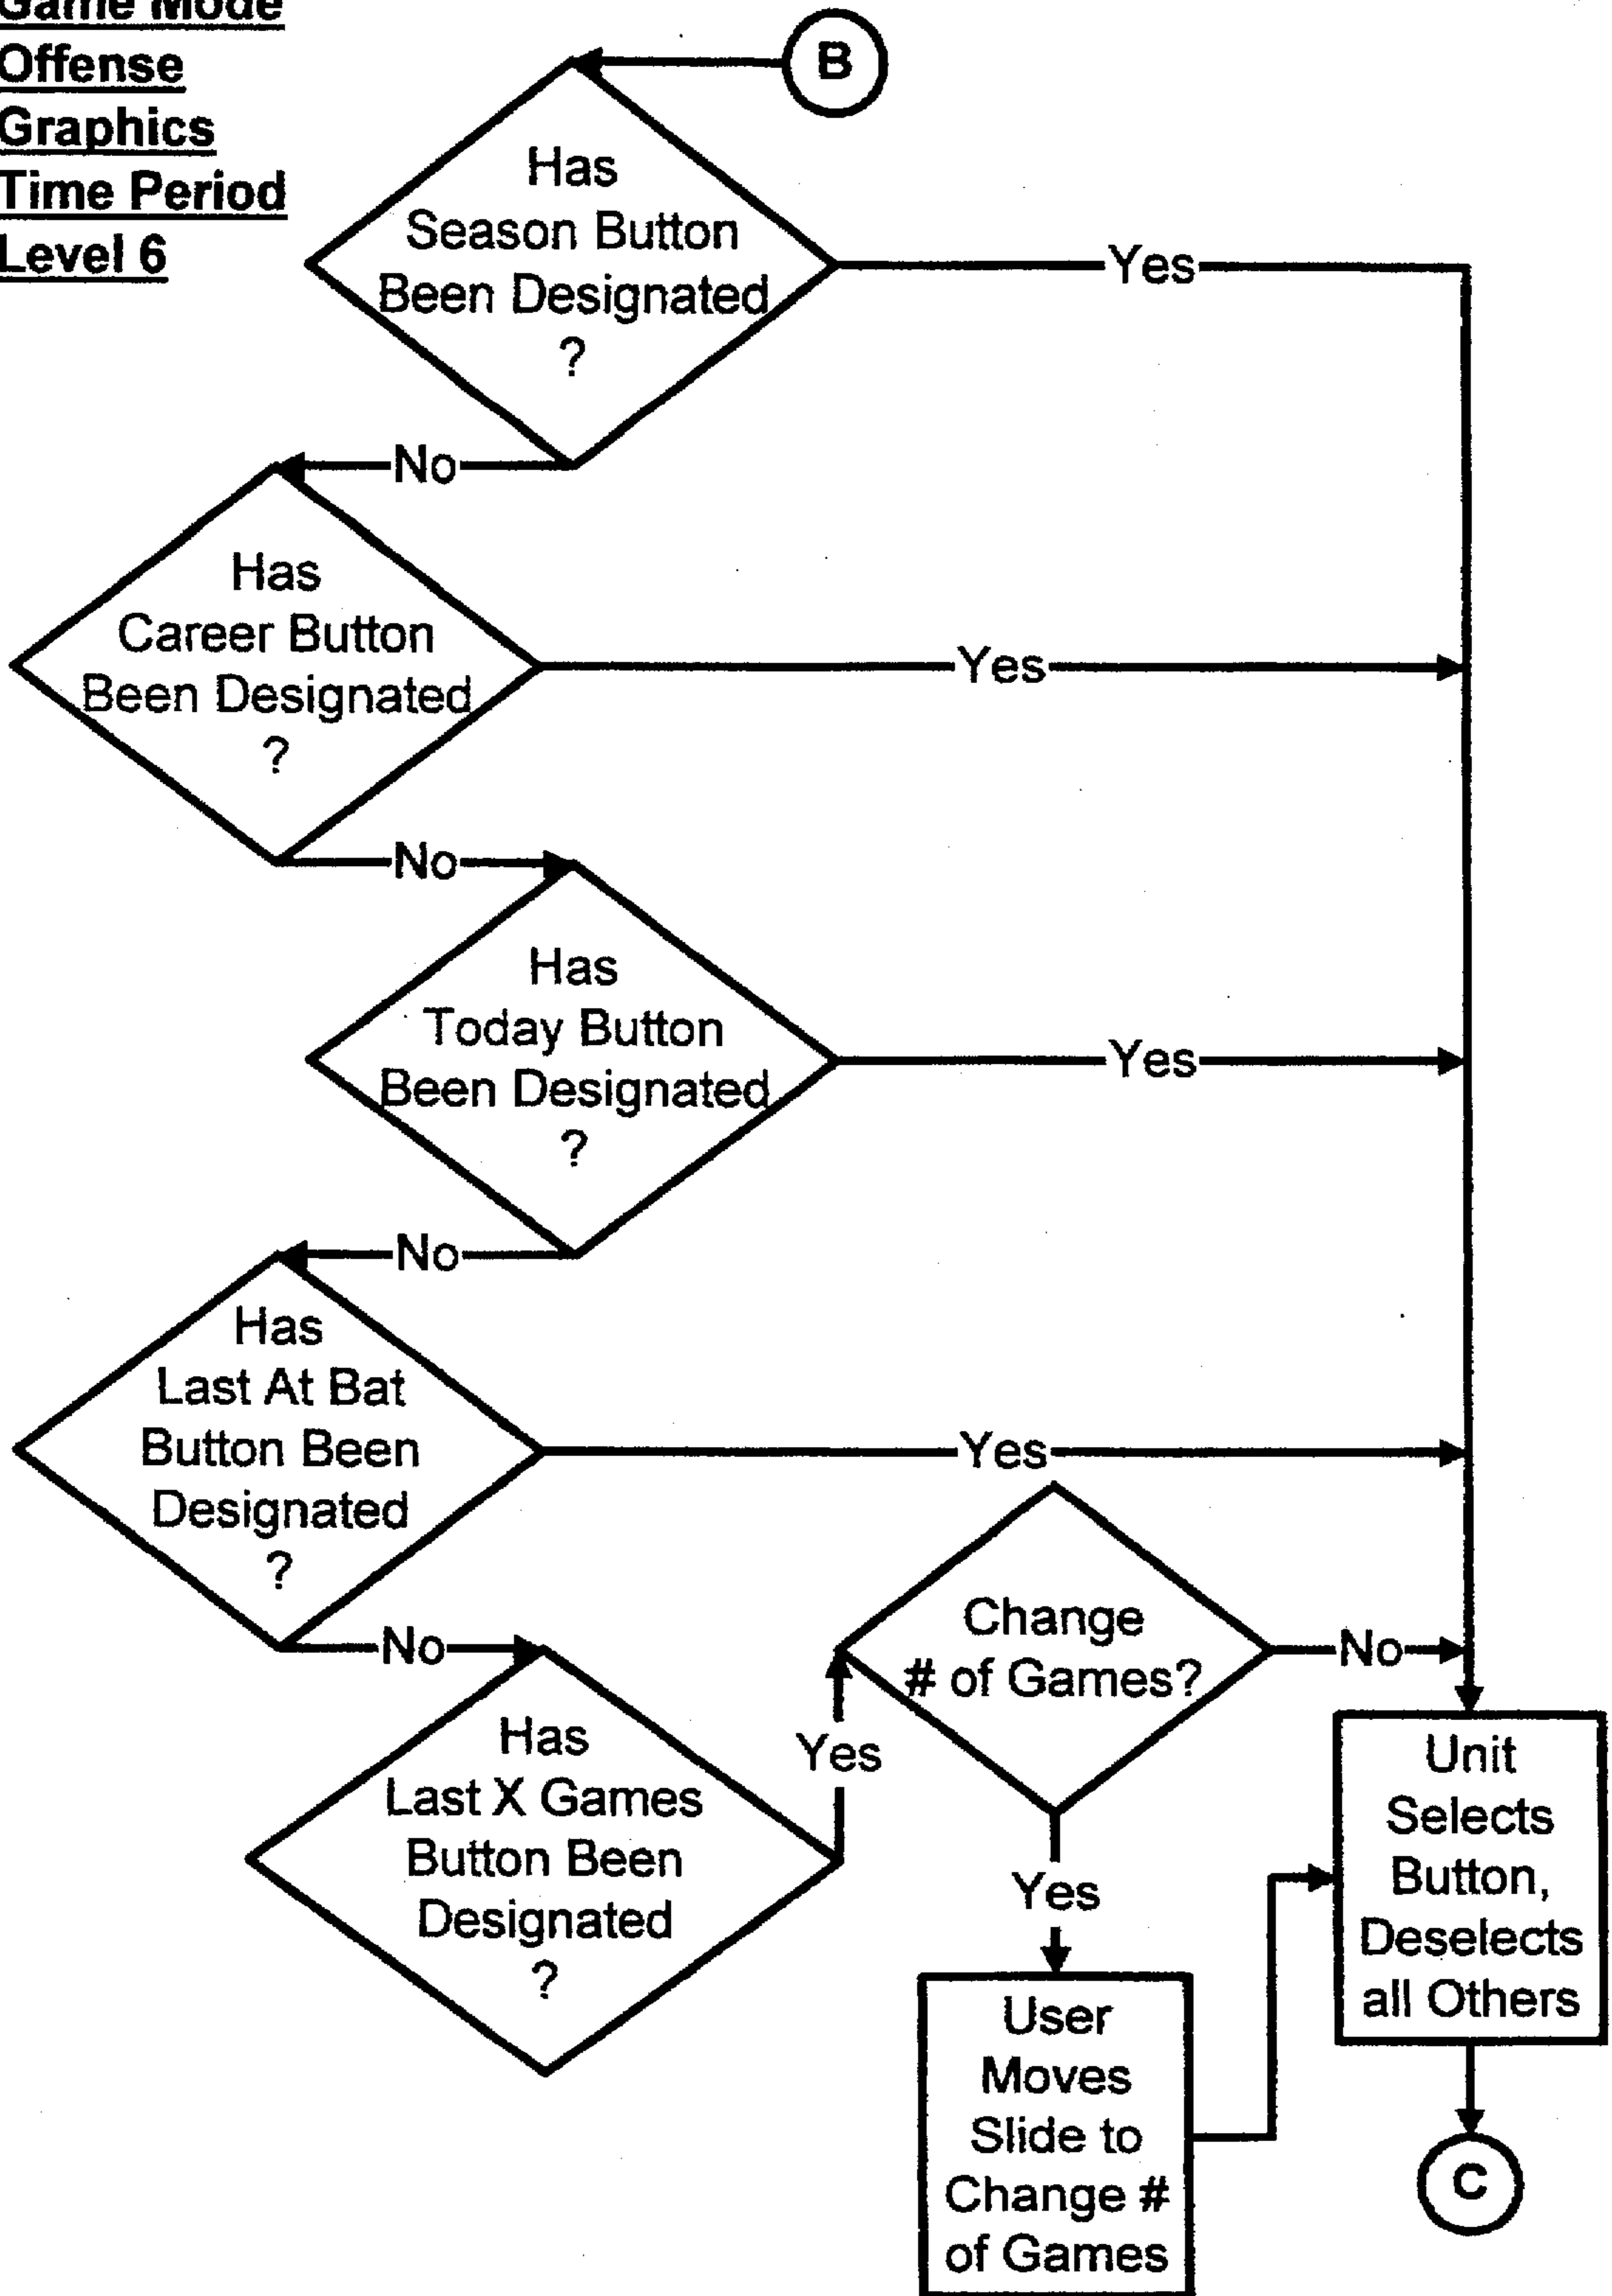 Game Mode
Offense
Graphics
Time Period
Level 6
B
Has
Season Button
Been Designated
?
Yes
No
Has
Career Button
Been Designated
?
Yes
No
Has
Today Button
Been Designated
?
Yes
No
Has
Last At Bat
Button Been
Designated
?
Yes
No
Has
Last X Games
Button Been
Designated
?
Yes
Change
# of Games?
No
Yes
User
Moves
Slide to
Change #
of Games
Unit
Selects
Button,
Deselects
all Others
C